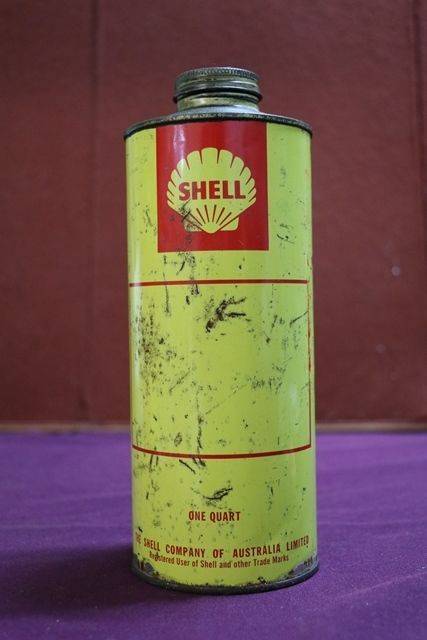 SHELL
ONE QUART
THE SHELL COMPANY OF AUSTRALIA LIMITED
Registered User of Shell and other Trade Marks